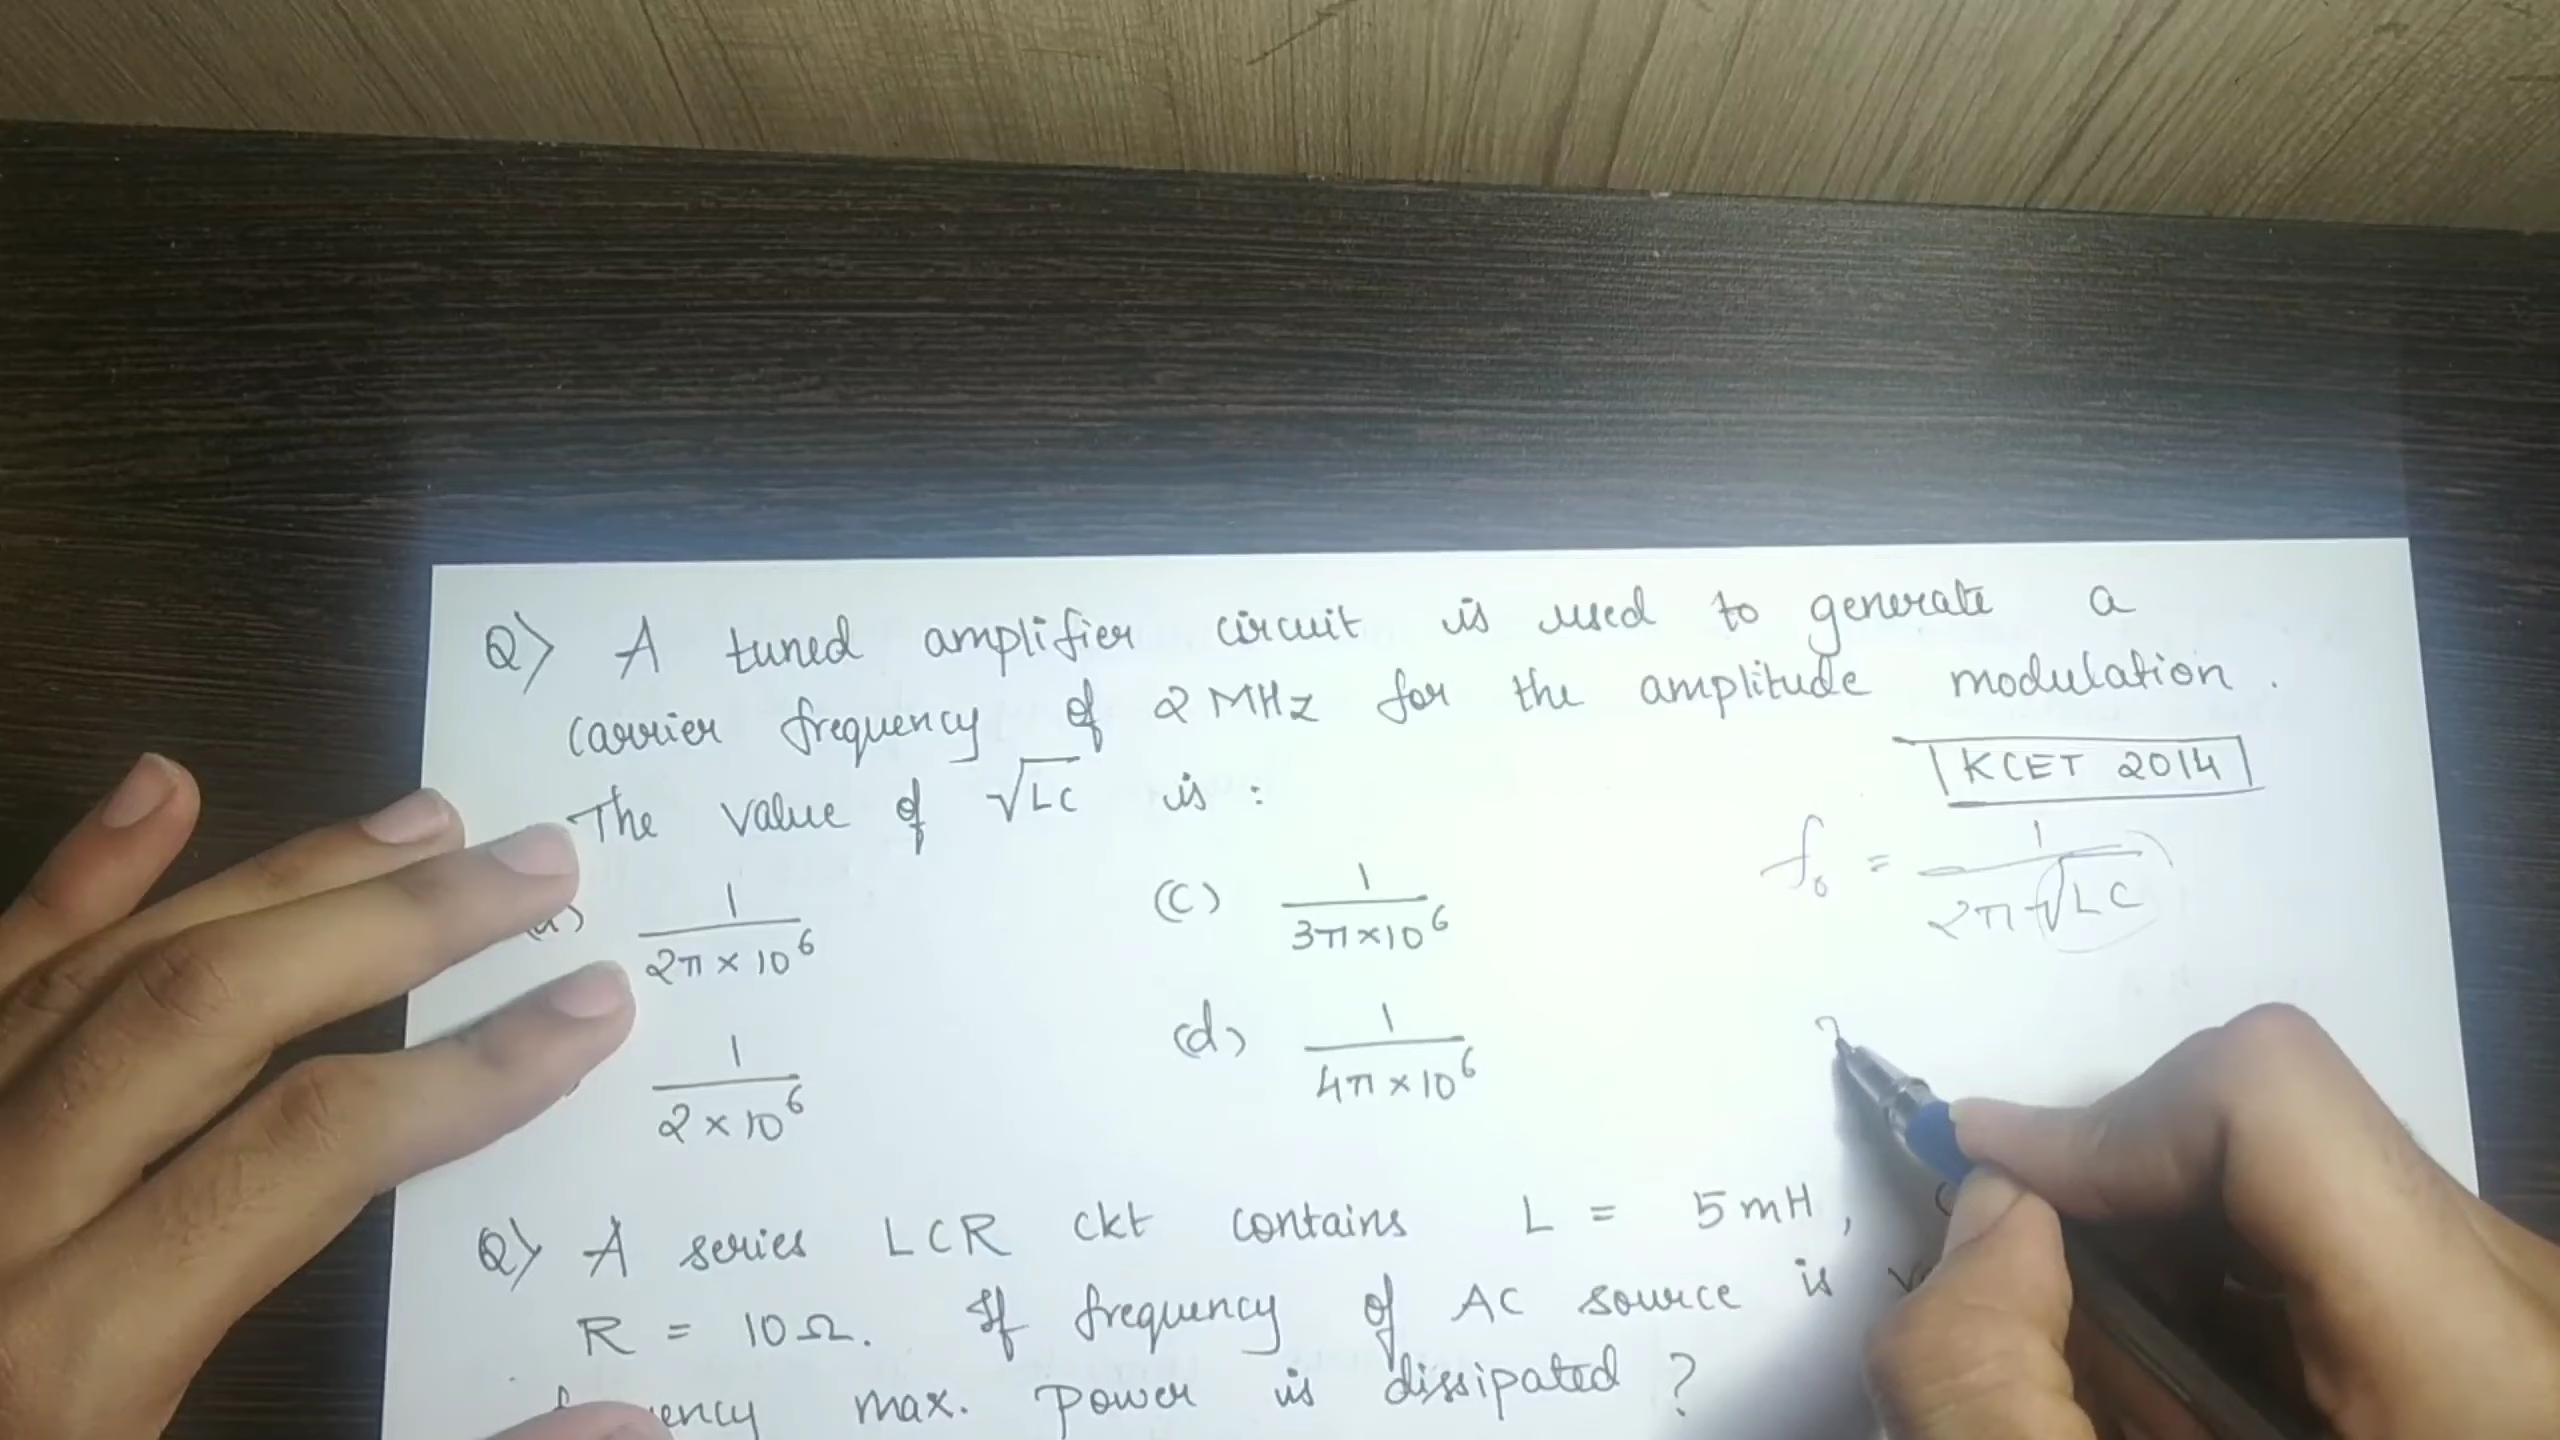 Q) A tuned amplifier circuit is used to generate a
carrier frequency of 2 MHz for the amplitude modulation.
KCET 2014
The value of √LC is :
f₀ = 1/2π√LC
1/2π × 10⁶
(c) 1/3π×10⁶
2
1/2 × 10⁶
(d) 1/4π × 10⁶
Q) A series LCR ckt contains L = 5mH,
R = 10Ω. If frequency of AC source is
max. power is dissipated ?